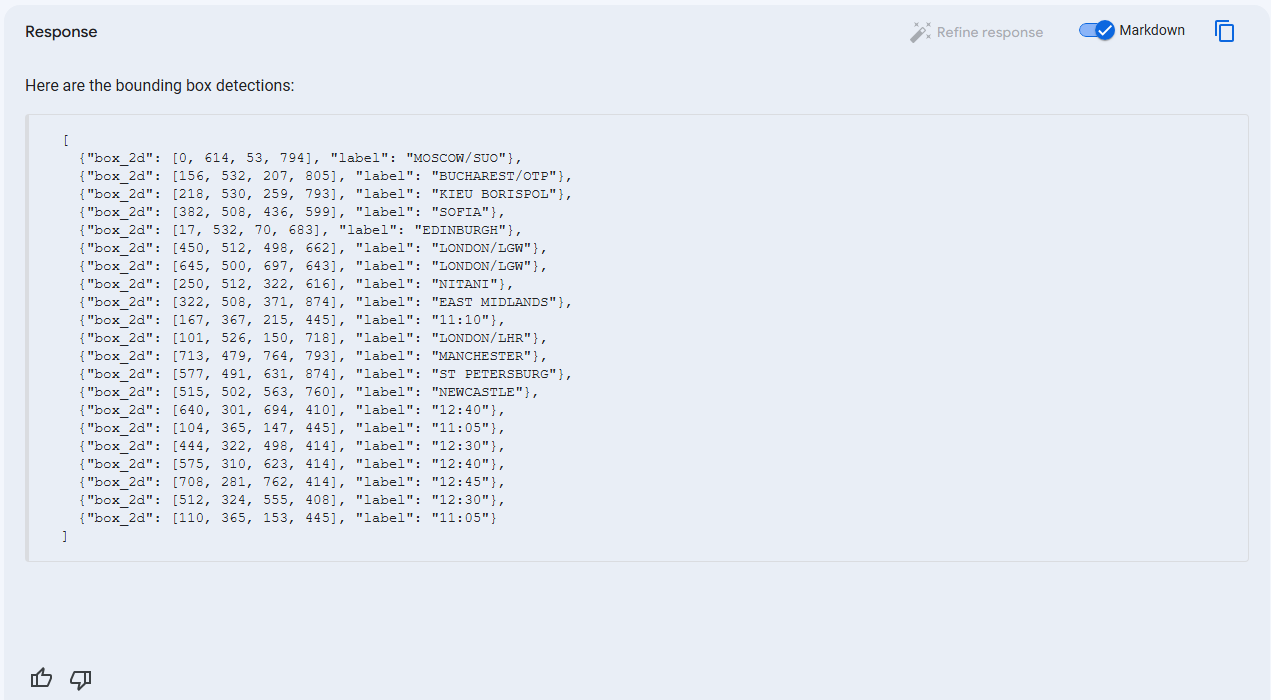 Response
Refine response
Markdown
Here are the bounding box detections:
[
{"box_2d": [0, 614, 53, 794], "label": "MOSCOW/SUO"},
{"box_2d": [156, 532, 207, 805], "label": "BUCHAREST/OTP"},
{"box_2d": [218, 530, 259, 793], "label": "KIEU BORISPOL"},
{"box_2d": [382, 508, 436, 599], "label": "SOFIA"},
{"box_2d": [17, 532, 70, 683], "label": "EDINBURGH"},
{"box_2d": [450, 512, 498, 662], "label": "LONDON/LGW"},
{"box_2d": [645, 500, 697, 643], "label": "LONDON/LGW"},
{"box_2d": [250, 512, 322, 616], "label": "NITANI"},
{"box_2d": [322, 508, 371, 874], "label": "EAST MIDLANDS"},
{"box_2d": [167, 367, 215, 445], "label": "11:10"},
{"box_2d": [101, 526, 150, 718], "label": "LONDON/LHR"},
{"box_2d": [713, 479, 764, 793], "label": "MANCHESTER"},
{"box_2d": [577, 491, 631, 874], "label": "ST PETERSBURG"},
{"box_2d": [515, 502, 563, 760], "label": "NEWCASTLE"},
{"box_2d": [640, 301, 694, 410], "label": "12:40"},
{"box_2d": [104, 365, 147, 445], "label": "11:05"},
{"box_2d": [444, 322, 498, 414], "label": "12:30"},
{"box_2d": [575, 310, 623, 414], "label": "12:40"},
{"box_2d": [708, 281, 762, 414], "label": "12:45"},
{"box_2d": [512, 324, 555, 408], "label": "12:30"},
{"box_2d": [110, 365, 153, 445], "label": "11:05"}
]